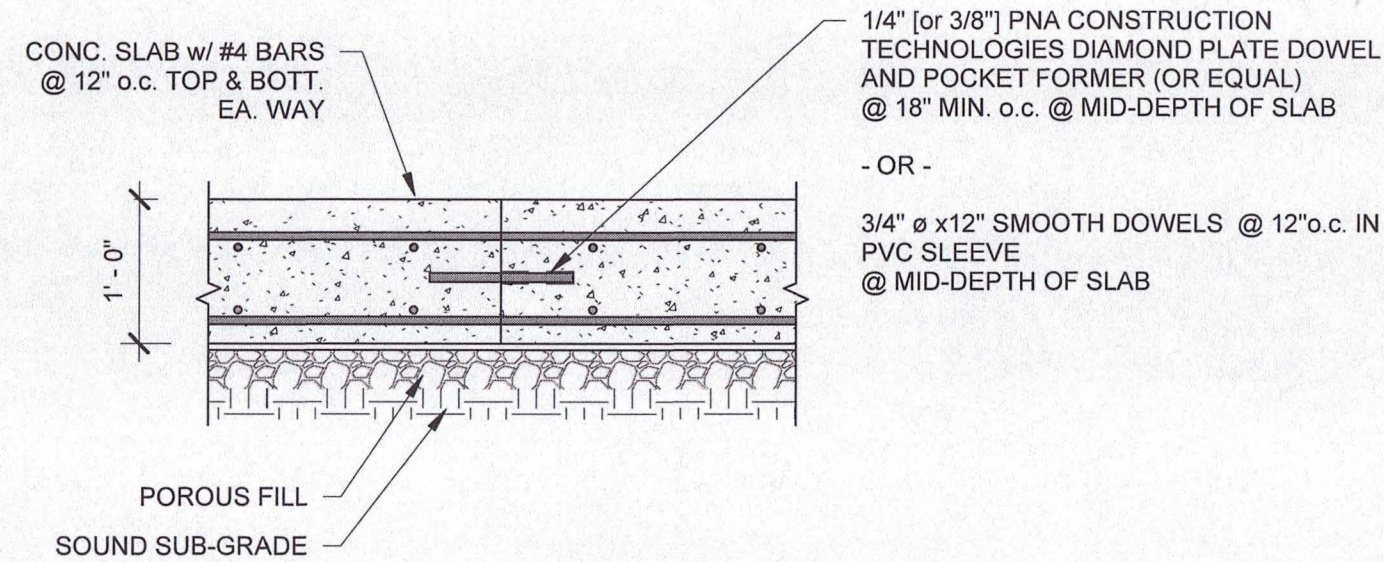 CONC. SLAB w/ #4 BARS
@ 12" o.c. TOP & BOTT.
EA. WAY
1/4" [or 3/8"] PNA CONSTRUCTION
TECHNOLOGIES DIAMOND PLATE DOWEL
AND POCKET FORMER (OR EQUAL)
@ 18" MIN. o.c. @ MID-DEPTH OF SLAB
- OR -
3/4" ø x12" SMOOTH DOWELS @ 12"o.c. IN
PVC SLEEVE
@ MID-DEPTH OF SLAB
1' - 0"
POROUS FILL
SOUND SUB-GRADE